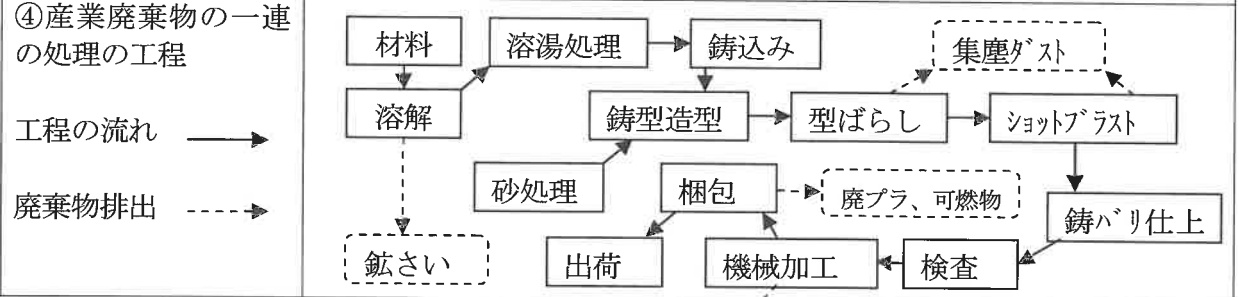 ④産業廃棄物の一連
の処理の工程
工程の流れ
廃棄物排出
材料
溶湯処理
鋳込み
集塵ダスト
溶解
鋳型造型
型ばらし
ショットブラスト
砂処理
梱包
廃プラ、可燃物
鋳バリ仕上
鉱さい
出荷
機械加工
検査